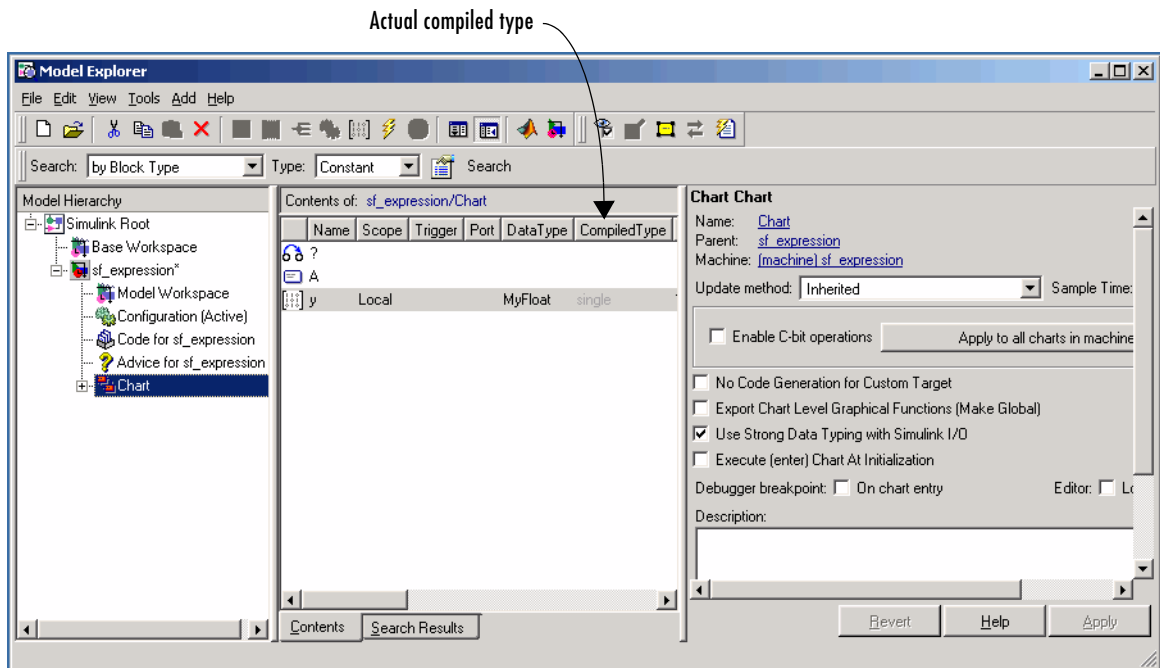 Actual compiled type
Model Explorer
File Edit View Tools Add Help
Search: by Block Type Type: Constant Search
Model Hierarchy
Simulink Root
Base Workspace
sf_expression*
Model Workspace
Configuration (Active)
Code for sf_expression
Advice for sf_expression
Chart
Contents of: sf_expression/Chart
Name Scope Trigger Port DataType CompiledType
?
A
y Local MyFloat single
Contents Search Results
Chart Chart
Name: Chart
Parent: sf_expression
Machine: (machine) sf_expression
Update method: Inherited Sample Time:
Enable C-bit operations Apply to all charts in machine
No Code Generation for Custom Target
Export Chart Level Graphical Functions (Make Global)
Use Strong Data Typing with Simulink I/O
Execute (enter) Chart At Initialization
Debugger breakpoint: On chart entry Editor:
Description:
Revert Help Apply